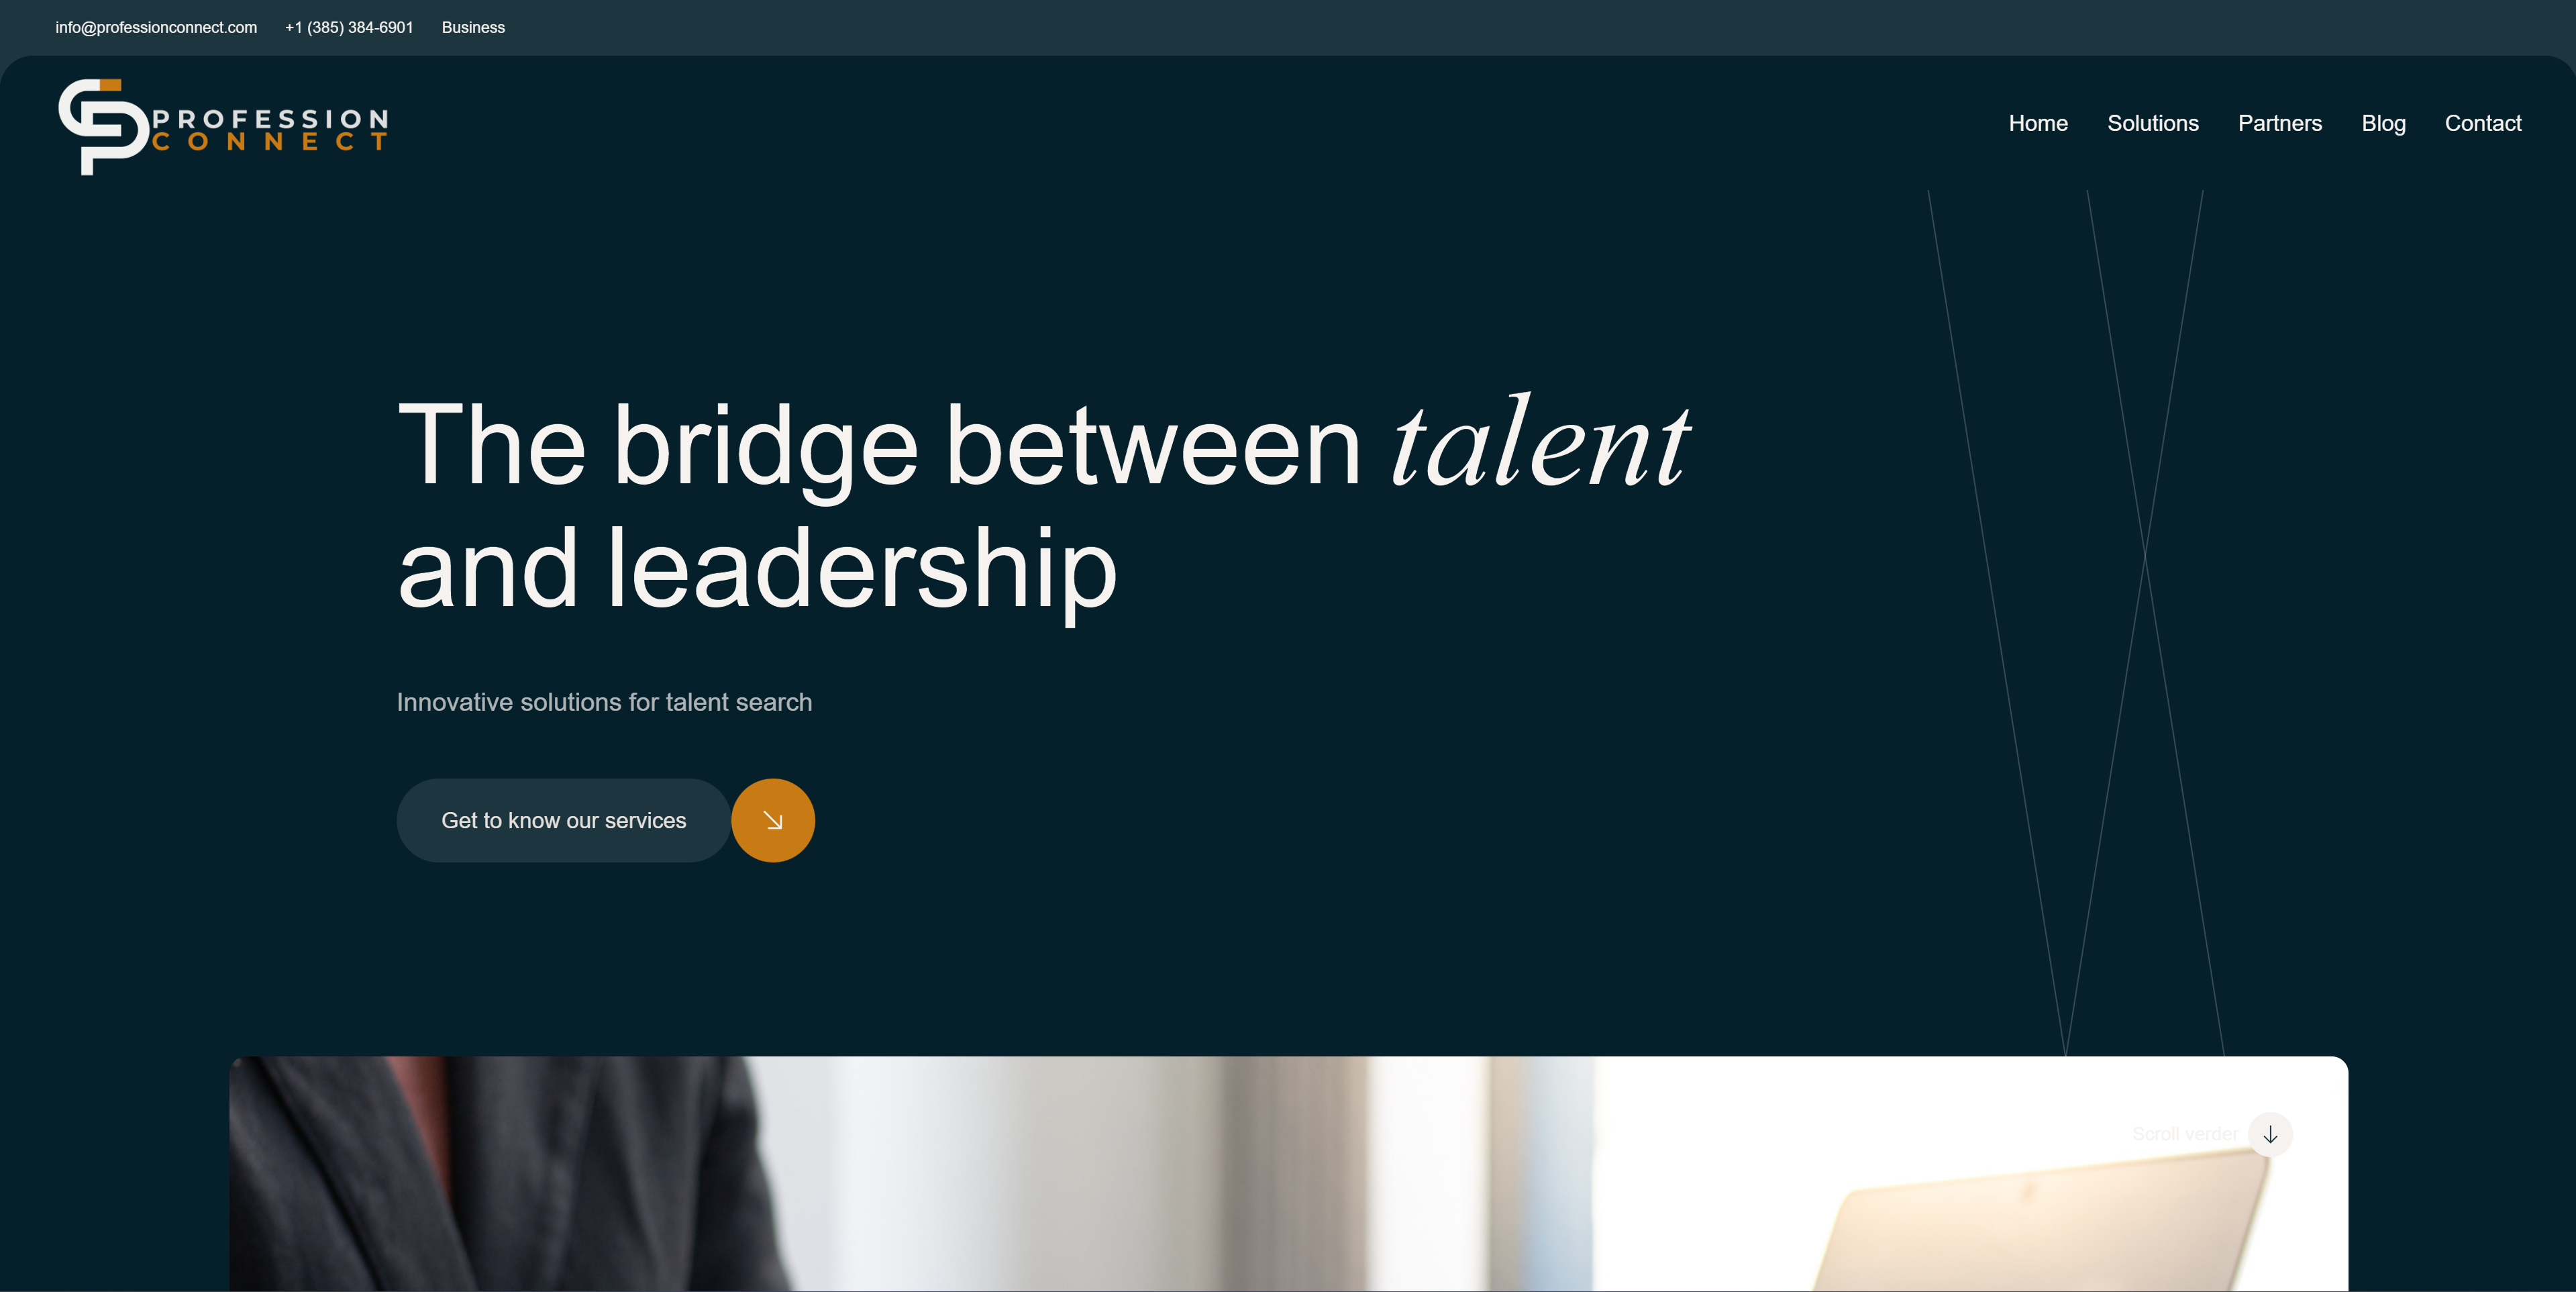 info@professionconnect.com +1 (385) 384-6901 Business
PROFESSION
CONNECT
Home Solutions Partners Blog Contact
The bridge between talent
and leadership
Innovative solutions for talent search
Get to know our services
Scroll verder